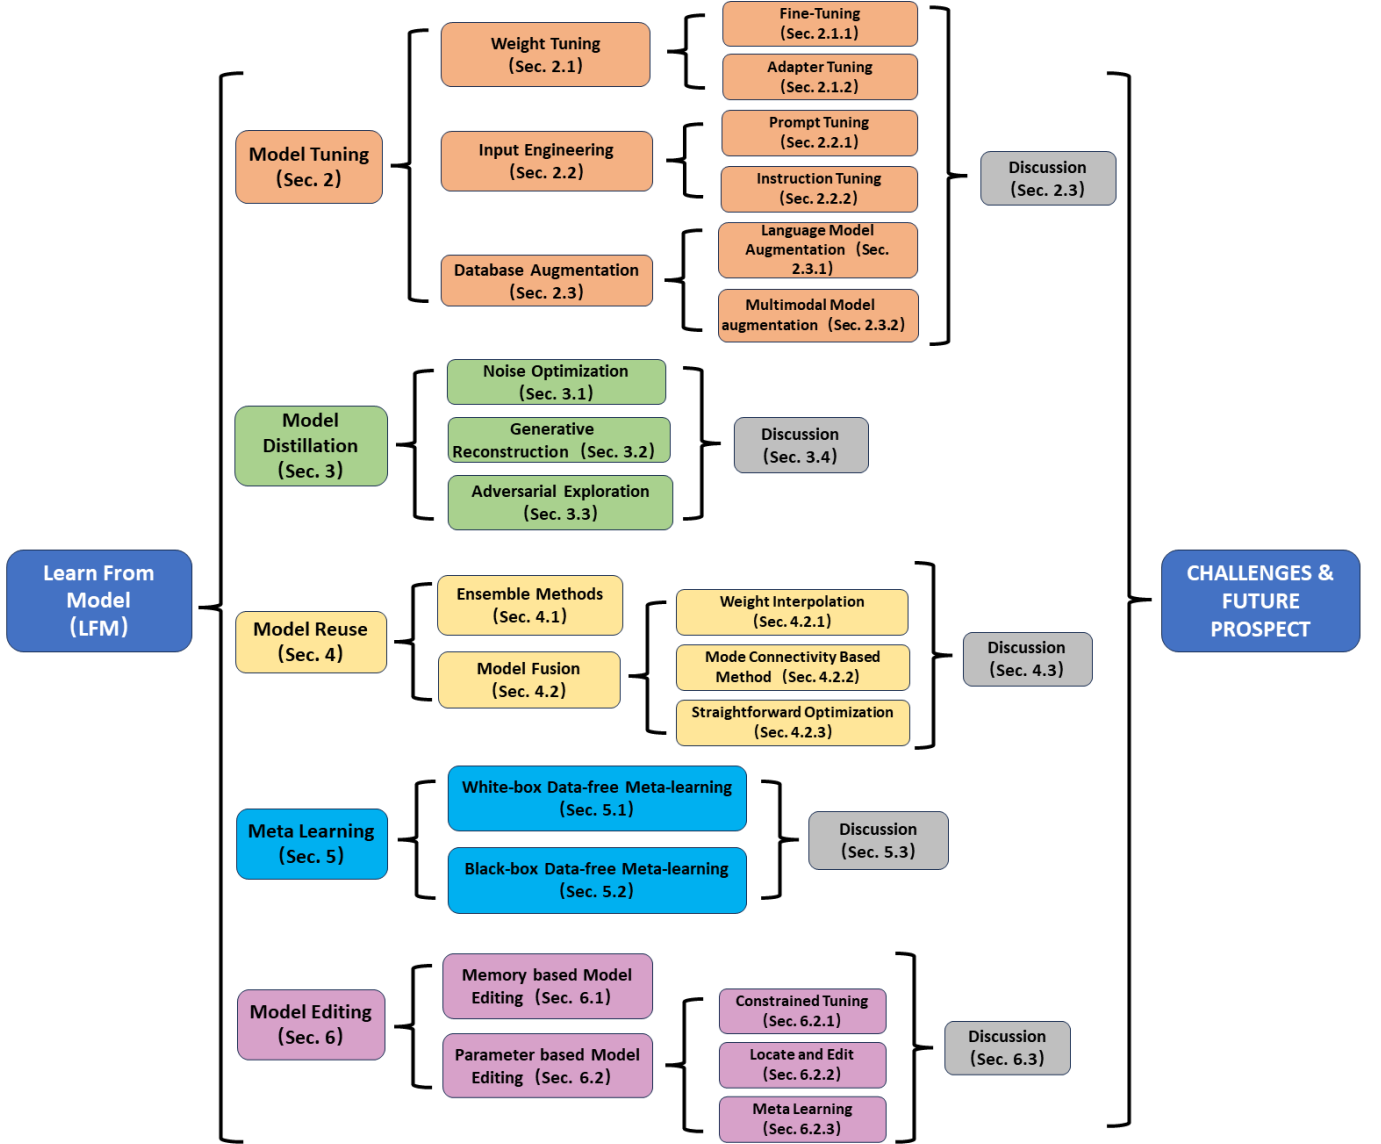 Learn From
Model
(LFM)
Model Tuning
(Sec. 2)
Weight Tuning
(Sec. 2.1)
Fine-Tuning
(Sec. 2.1.1)
Adapter Tuning
(Sec. 2.1.2)
Input Engineering
(Sec. 2.2)
Prompt Tuning
(Sec. 2.2.1)
Instruction Tuning
(Sec. 2.2.2)
Database Augmentation
(Sec. 2.3)
Language Model
Augmentation (Sec.
2.3.1)
Multimodal Model
augmentation (Sec. 2.3.2)
Discussion
(Sec. 2.3)
Model
Distillation
(Sec. 3)
Noise Optimization
(Sec. 3.1)
Generative
Reconstruction (Sec. 3.2)
Adversarial Exploration
(Sec. 3.3)
Discussion
(Sec. 3.4)
Model Reuse
(Sec. 4)
Ensemble Methods
(Sec. 4.1)
Model Fusion
(Sec. 4.2)
Weight Interpolation
(Sec. 4.2.1)
Mode Connectivity Based
Method (Sec. 4.2.2)
Straightforward Optimization
(Sec. 4.2.3)
Discussion
(Sec. 4.3)
Meta Learning
(Sec. 5)
White-box Data-free Meta-learning
(Sec. 5.1)
Black-box Data-free Meta-learning
(Sec. 5.2)
Discussion
(Sec. 5.3)
Model Editing
(Sec. 6)
Memory based Model
Editing (Sec. 6.1)
Parameter based Model
Editing (Sec. 6.2)
Constrained Tuning
(Sec. 6.2.1)
Locate and Edit
(Sec. 6.2.2)
Meta Learning
(Sec. 6.2.3)
Discussion
(Sec. 6.3)
CHALLENGES &
FUTURE
PROSPECT